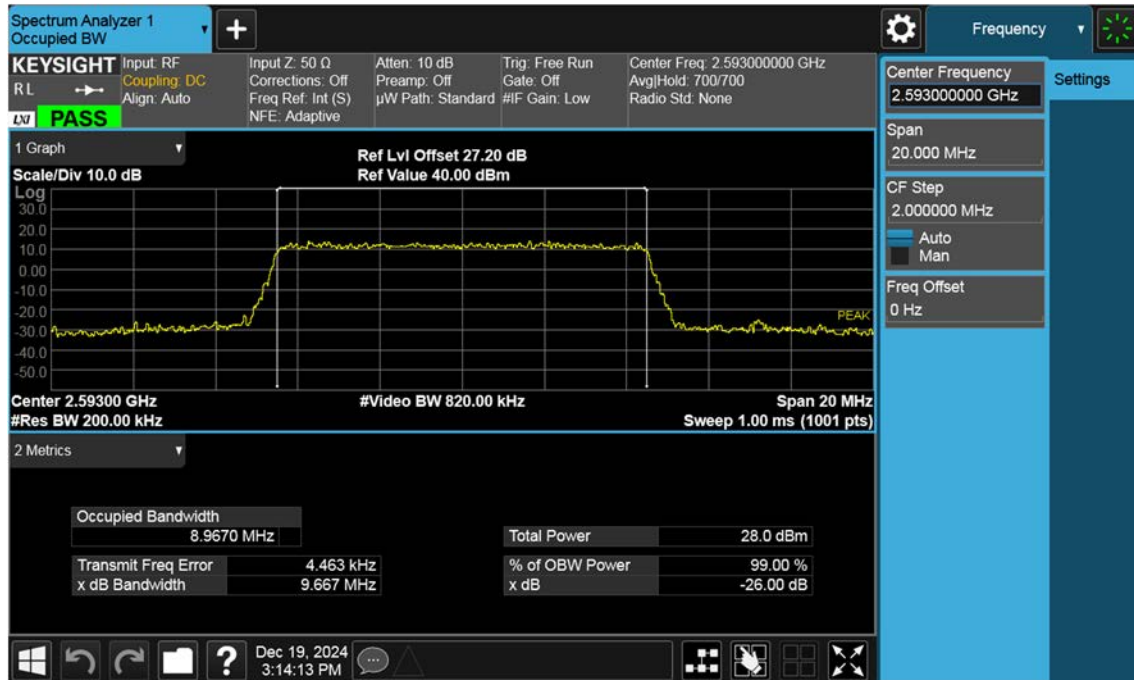 Spectrum Analyzer 1
Occupied BW
+
Frequency
KEYSIGHT
RL
LXI PASS
Input: RF
Coupling: DC
Align: Auto
Input Z: 50 Ω
Corrections: Off
Freq Ref: Int (S)
NFE: Adaptive
Atten: 10 dB
Preamp: Off
µW Path: Standard
Trig: Free Run
Gate: Off
#IF Gain: Low
Center Freq: 2.593000000 GHz
Avg|Hold: 700/700
Radio Std: None
Center Frequency
2.593000000 GHz
Settings
Span
20.000 MHz
CF Step
2.000000 MHz
Auto
Man
Freq Offset
0 Hz
1 Graph
Scale/Div 10.0 dB
Ref Lvl Offset 27.20 dB
Ref Value 40.00 dBm
Log
30.0
20.0
10.0
0.00
-10.0
-20.0
-30.0
-40.0
-50.0
PEAK
Center 2.59300 GHz
#Video BW 820.00 kHz
Span 20 MHz
#Res BW 200.00 kHz
Sweep 1.00 ms (1001 pts)
2 Metrics
Occupied Bandwidth
8.9670 MHz
Total Power 28.0 dBm
Transmit Freq Error 4.463 kHz
% of OBW Power 99.00 %
x dB Bandwidth 9.667 MHz
x dB -26.00 dB
?
Dec 19, 2024
3:14:13 PM